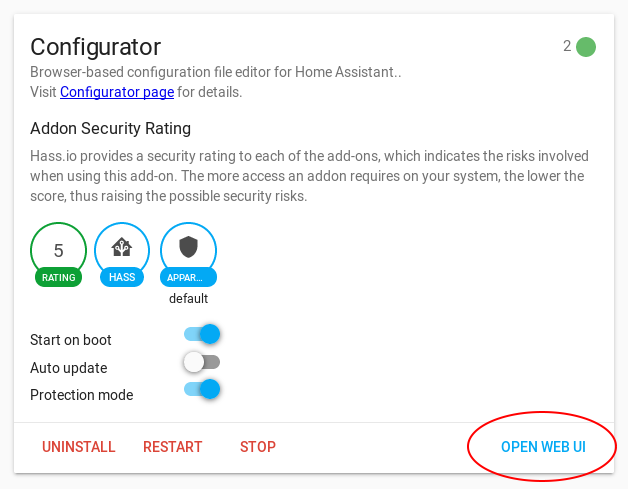 Configurator
2
Browser-based configuration file editor for Home Assistant..
Visit Configurator page for details.
Addon Security Rating
Hass.io provides a security rating to each of the add-ons, which indicates the risks involved
when using this add-on. The more access an addon requires on your system, the lower the
score, thus raising the possible security risks.
5
RATING
HASS
APPAR...
default
Start on boot
Auto update
Protection mode
UNINSTALL RESTART STOP OPEN WEB UI